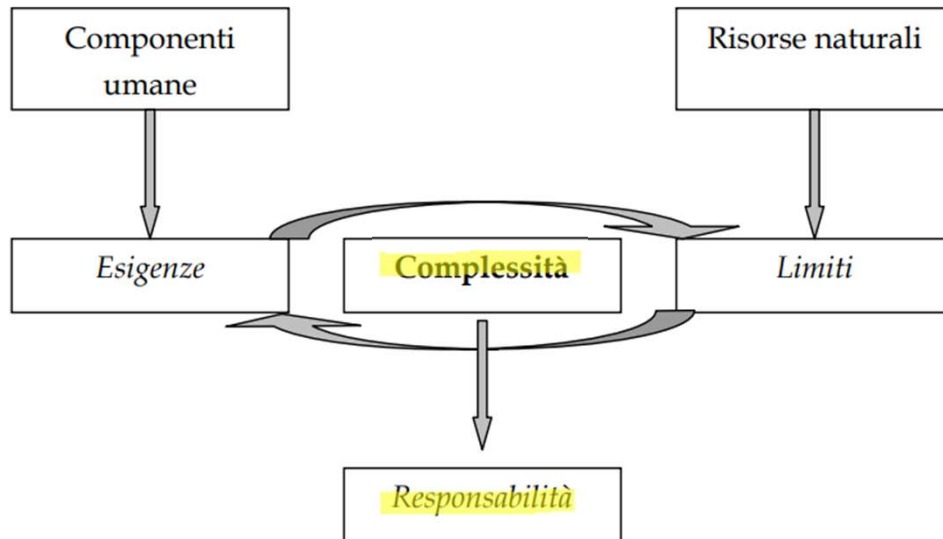 Componenti
umane
Risorse naturali
Esigenze
Complessità
Limiti
Responsabilità